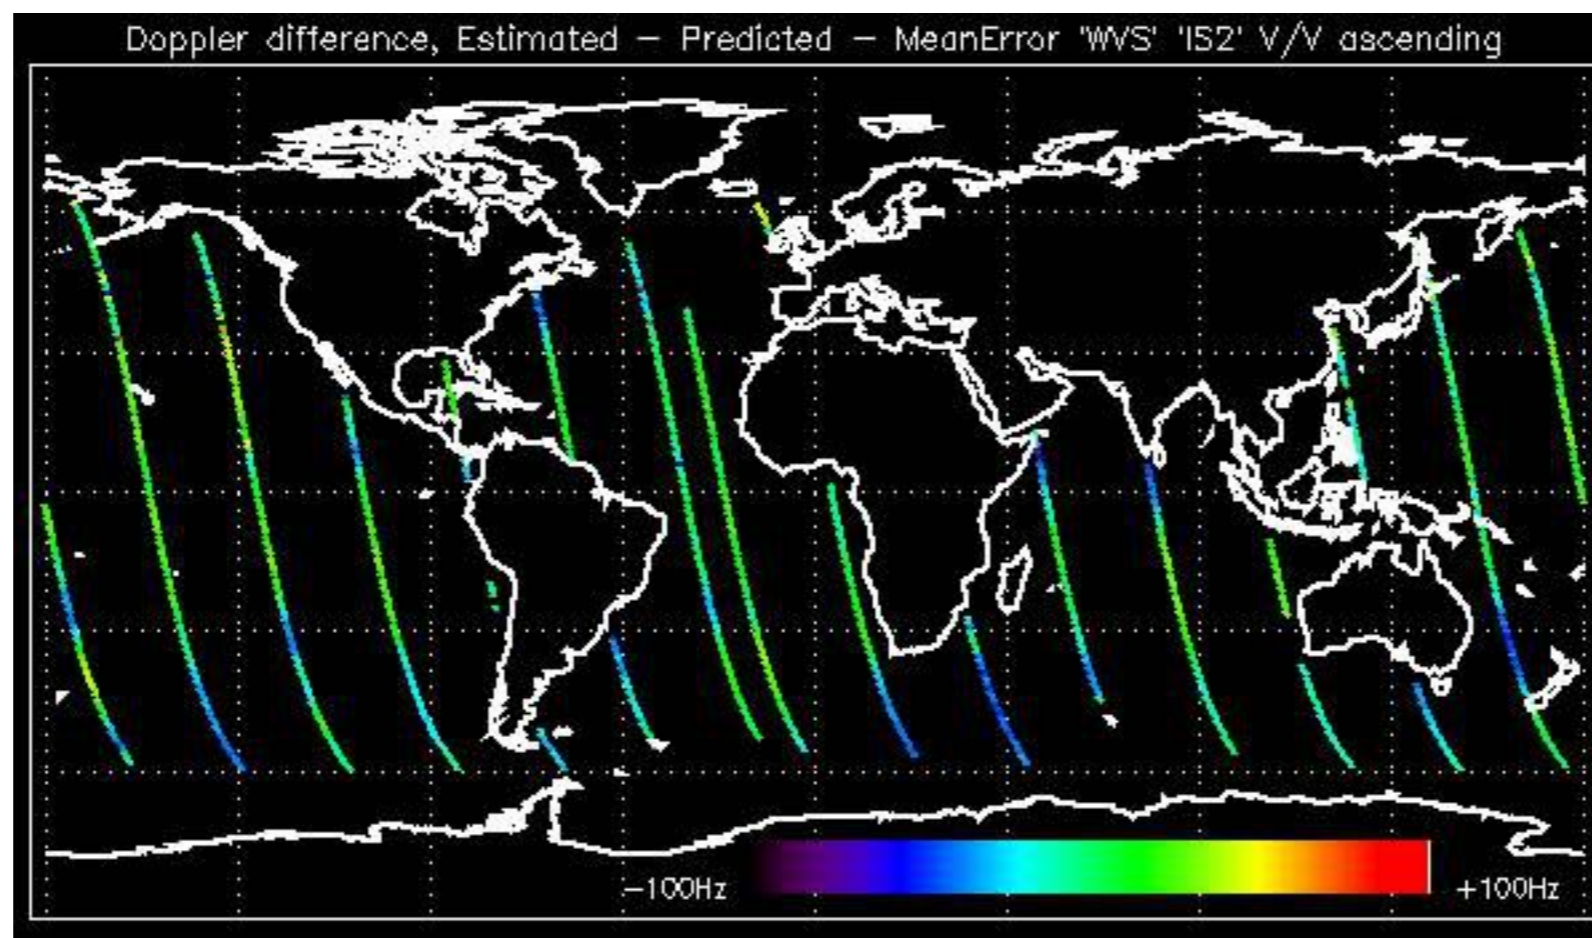 Doppler difference, Estimated – Predicted – MeanError 'WVS' 'IS2' V/V ascending
−100Hz +100Hz